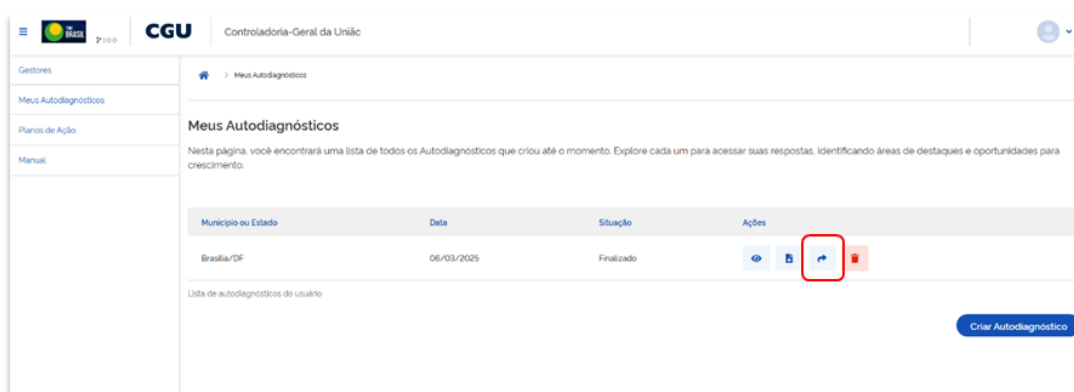 CGU
Controladoria-Geral da União
Gestores
Meus Autodiagnósticos
Planos de Ação
Manual
> Meus Autodiagnósticos
Meus Autodiagnósticos
Nesta página, você encontrará uma lista de todos os Autodiagnósticos que criou até o momento. Explore cada um para acessar suas respostas, identificando áreas de destaques e oportunidades para
crescimento.
Município ou Estado Data Situação Ações
Brasília/DF 06/03/2025 Finalizado
Lista de autodiagnósticos do usuário
Criar Autodiagnóstico